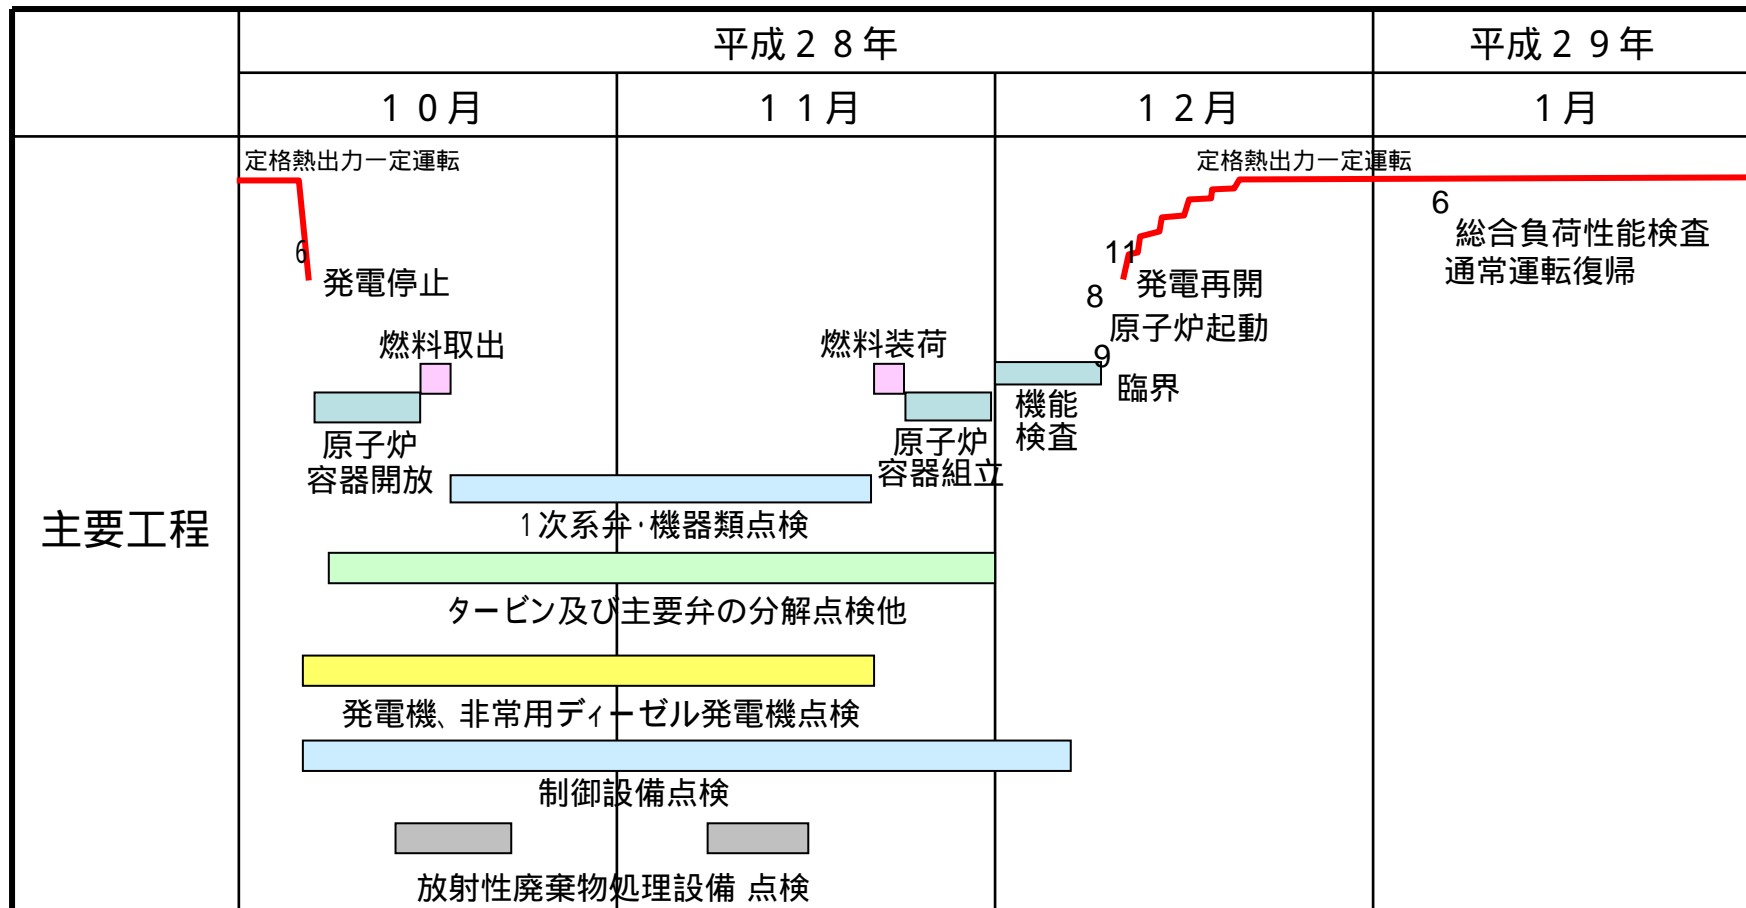 平成２８年
平成２９年
１０月
１１月
１２月
１月
定格熱出力一定運転
定格熱出力一定運転
6
総合負荷性能検査
通常運転復帰
6
発電停止
11
発電再開
8
原子炉起動
燃料取出
燃料装荷
9
臨界
機能
検査
原子炉
容器開放
原子炉
容器組立
主要工程
1次系弁・機器類点検
タービン及び主要弁の分解点検他
発電機、非常用ディーゼル発電機点検
制御設備点検
放射性廃棄物処理設備 点検